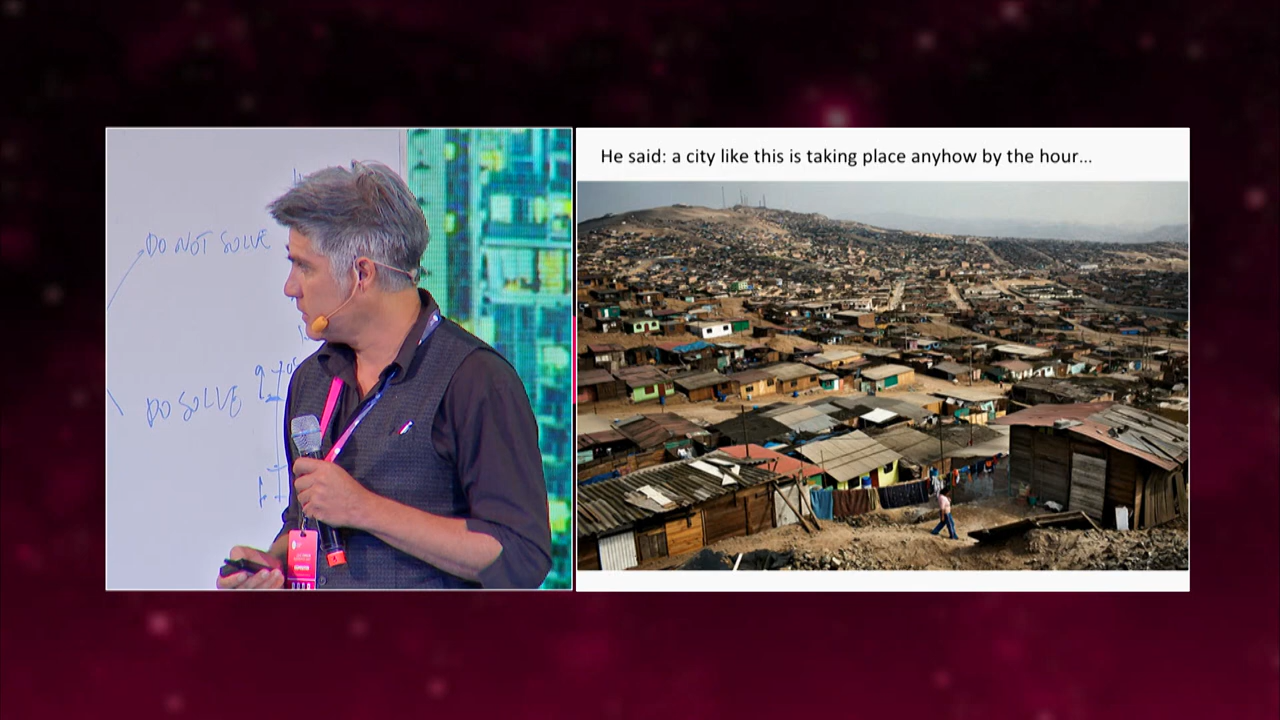 DO NOT SOLVE
DO SOLVE
He said: a city like this is taking place anyhow by the hour...